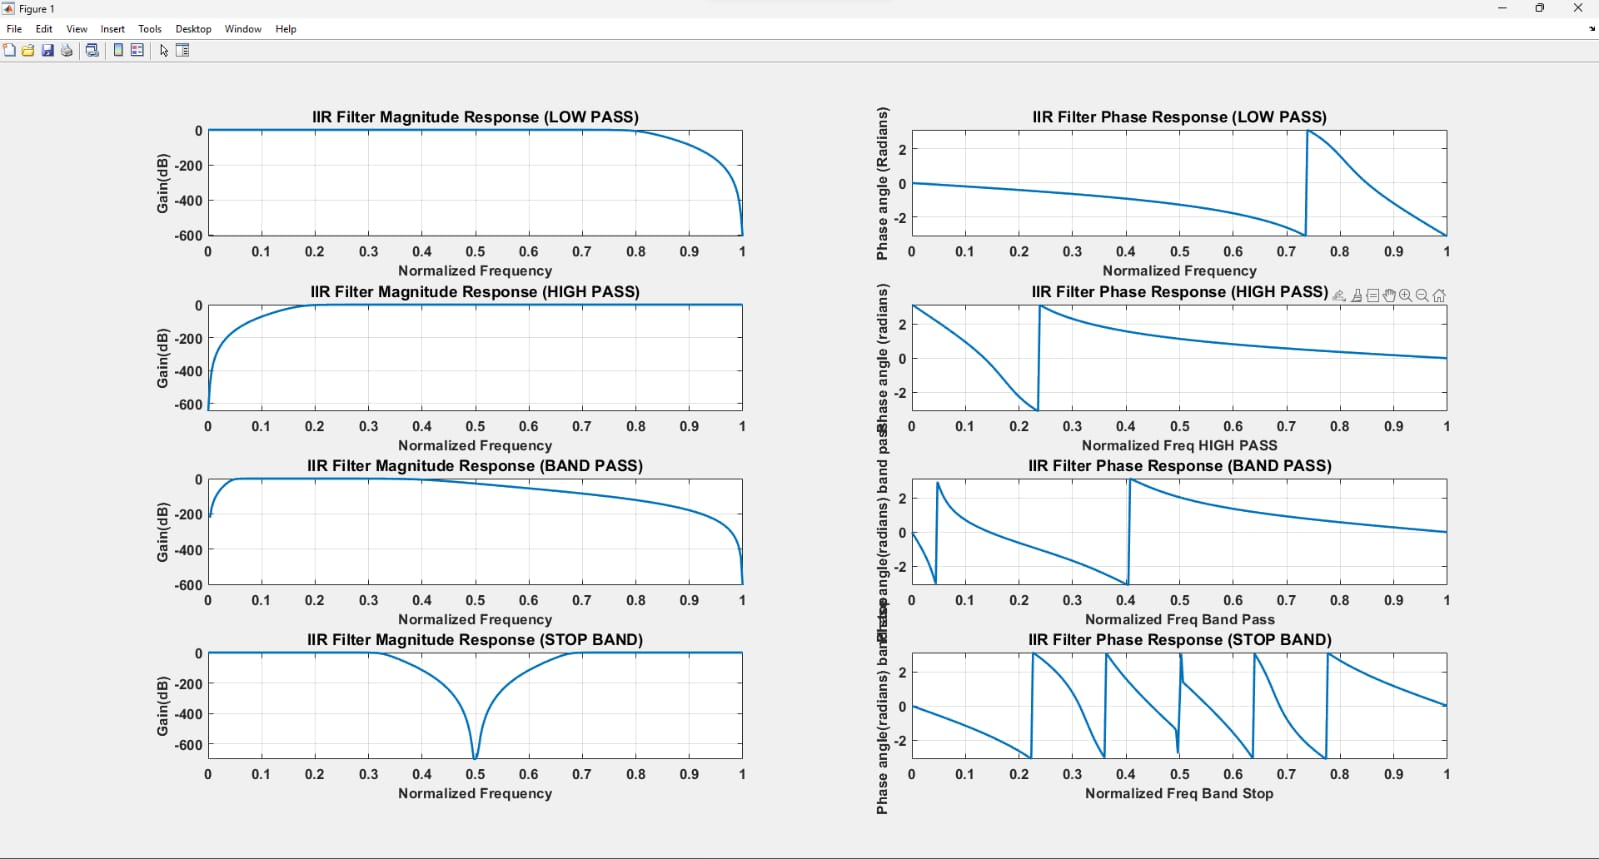 Figure 1
File Edit View Insert Tools Desktop Window Help
IIR Filter Magnitude Response (LOW PASS)
Gain(dB)
0
-200
-400
-600
0 0.1 0.2 0.3 0.4 0.5 0.6 0.7 0.8 0.9 1
Normalized Frequency
IIR Filter Phase Response (LOW PASS)
Phase angle (Radians)
2
0
-2
0 0.1 0.2 0.3 0.4 0.5 0.6 0.7 0.8 0.9 1
Normalized Frequency
IIR Filter Magnitude Response (HIGH PASS)
Gain(dB)
0
-200
-400
-600
0 0.1 0.2 0.3 0.4 0.5 0.6 0.7 0.8 0.9 1
Normalized Frequency
IIR Filter Phase Response (HIGH PASS)
Phase angle (radians)
2
0
-2
0 0.1 0.2 0.3 0.4 0.5 0.6 0.7 0.8 0.9 1
Normalized Freq HIGH PASS
IIR Filter Magnitude Response (BAND PASS)
Gain(dB)
0
-200
-400
-600
0 0.1 0.2 0.3 0.4 0.5 0.6 0.7 0.8 0.9 1
Normalized Frequency
IIR Filter Phase Response (BAND PASS)
Phase angle(radians) band pass
2
0
-2
0 0.1 0.2 0.3 0.4 0.5 0.6 0.7 0.8 0.9 1
Normalized Freq Band Pass
IIR Filter Magnitude Response (STOP BAND)
Gain(dB)
0
-200
-400
-600
0 0.1 0.2 0.3 0.4 0.5 0.6 0.7 0.8 0.9 1
Normalized Frequency
IIR Filter Phase Response (STOP BAND)
Phase angle(radians)
2
0
-2
0 0.1 0.2 0.3 0.4 0.5 0.6 0.7 0.8 0.9 1
Normalized Freq Band Stop